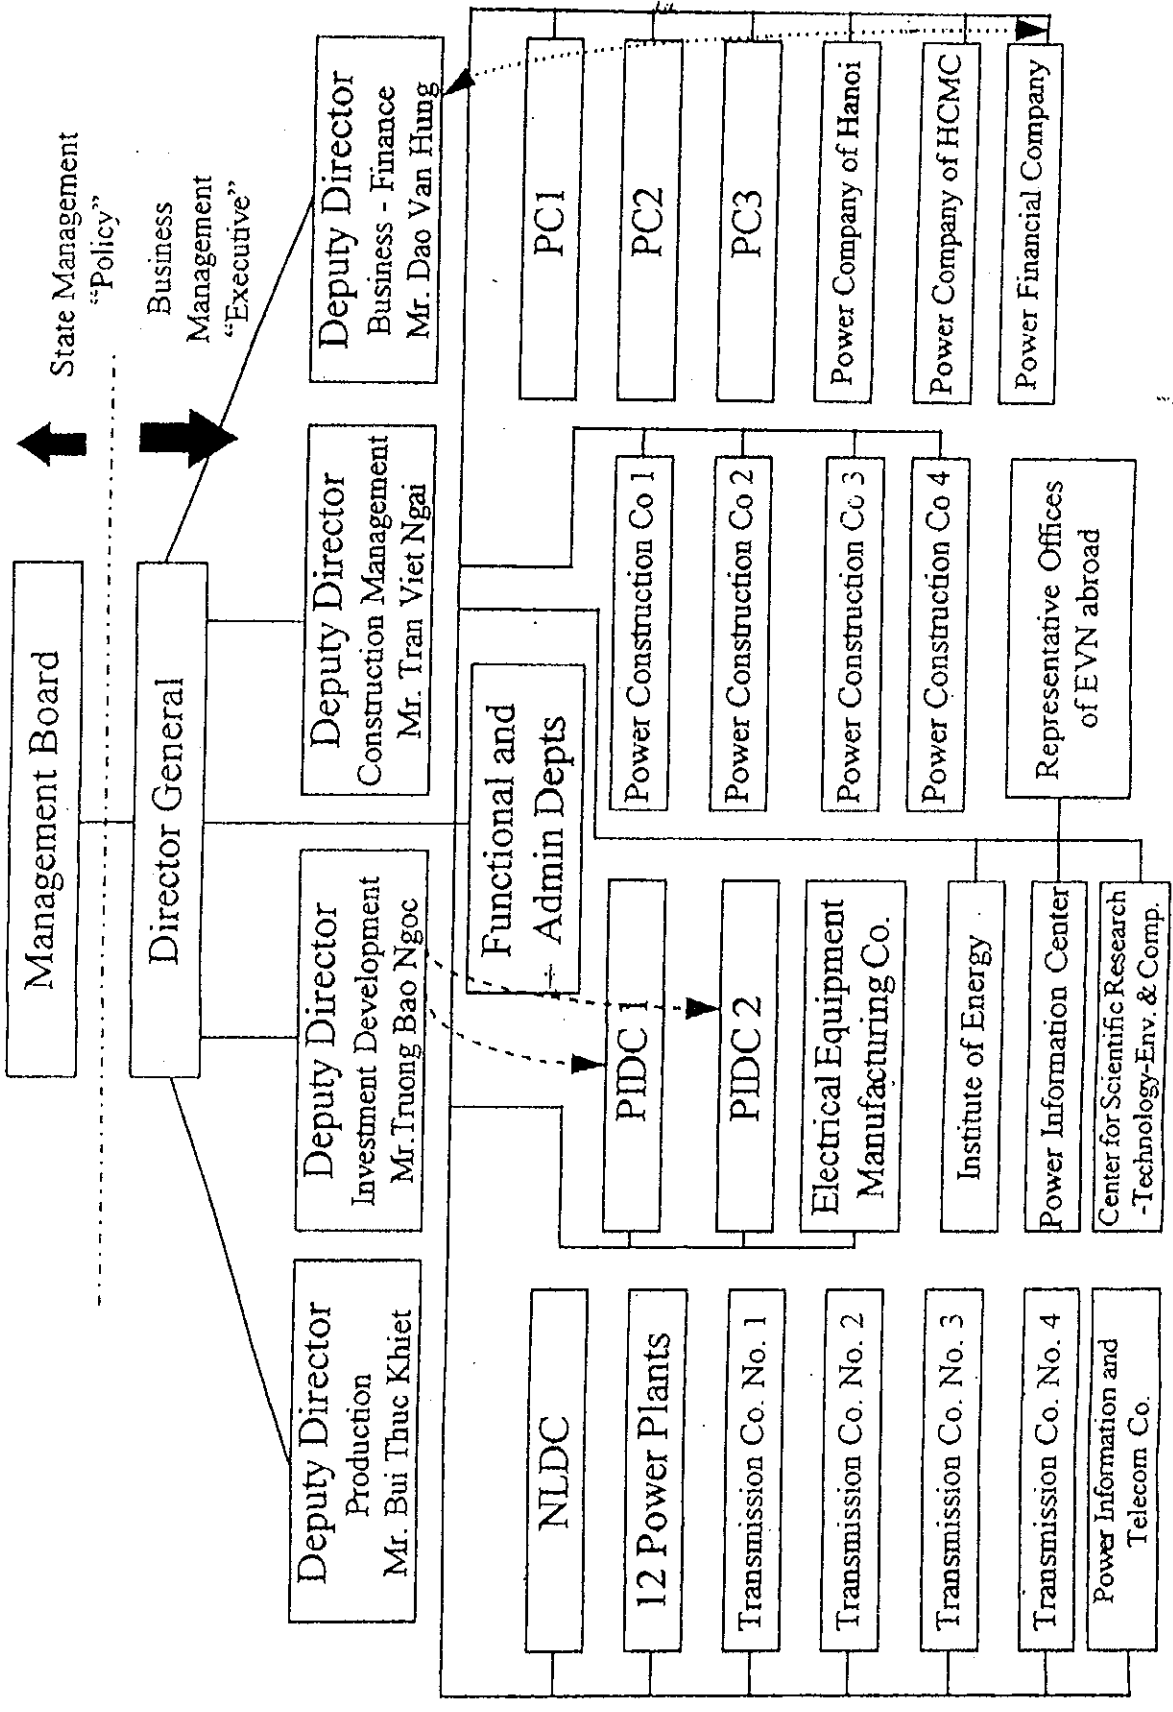 Management Board
State Management
“Policy”
Director General
Business
Management
“Executive”
Deputy Director
Production
Mr. Bui Thuc Khiet
Deputy Director
Investment Development
Mr.Truong Bao Ngoc
Deputy Director
Construction Management
Mr. Tran Viet Ngai
Deputy Director
Business - Finance
Mr. Dao Van Hung
Functional and
Admin Depts
NLDC
12 Power Plants
Transmission Co. No. 1
Transmission Co. No. 2
Transmission Co. No. 3
Transmission Co. No. 4
Power Information and
Telecom Co.
PIDC 1
PIDC 2
Electrical Equipment
Manufacturing Co.
Institute of Energy
Power Information Center
Center for Scientific Research
-Technology-Env. & Comp.
Power Construction Co 1
Power Construction Co 2
Power Construction Co 3
Power Construction Co 4
Representative Offices
of EVN abroad
PC1
PC2
PC3
Power Company of Hanoi
Power Company of HCMC
Power Financial Company